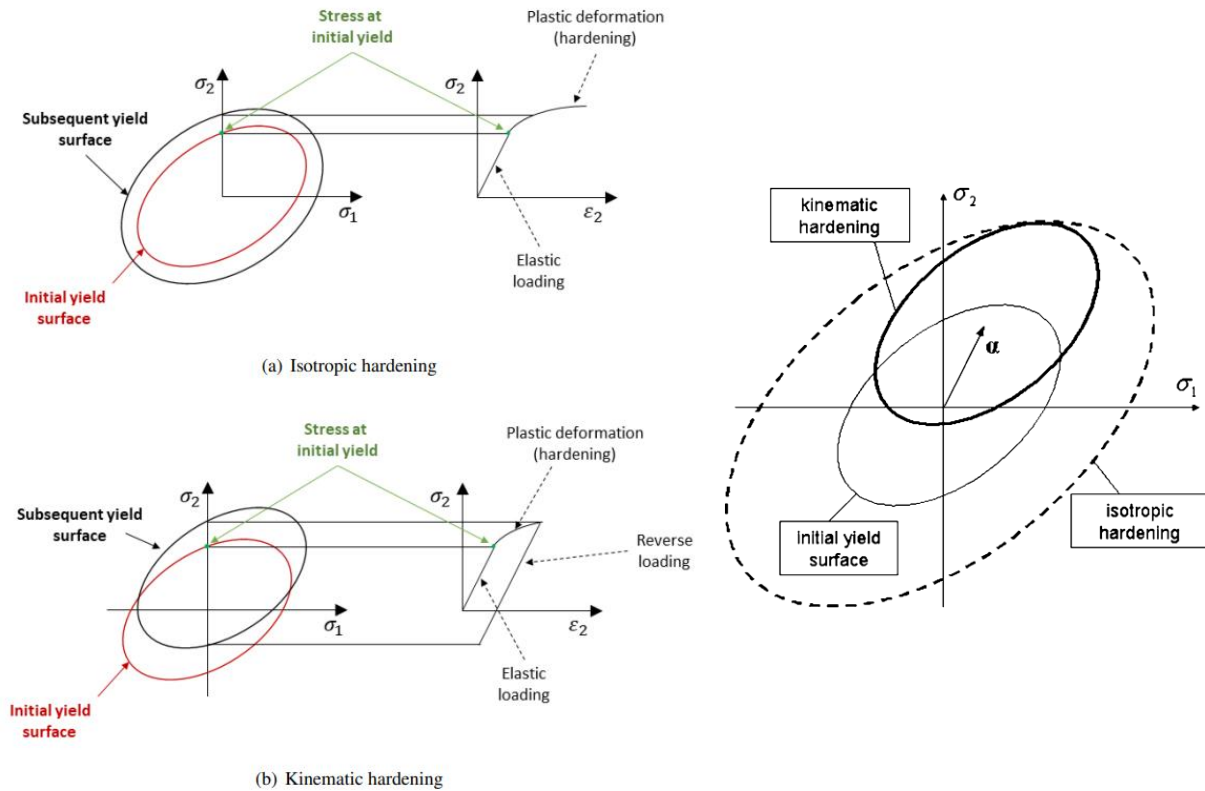 Stress at
initial yield
Plastic deformation
(hardening)
σ2
σ2
Subsequent yield
surface
σ1
ε2
Elastic
loading
Initial yield
surface
(a) Isotropic hardening
Stress at
initial yield
Plastic deformation
(hardening)
σ2
σ2
Subsequent yield
surface
Reverse
loading
σ1
ε2
Elastic
loading
Initial yield
surface
(b) Kinematic hardening
σ2
kinematic
hardening
α
σ1
initial yield
surface
isotropic
hardening